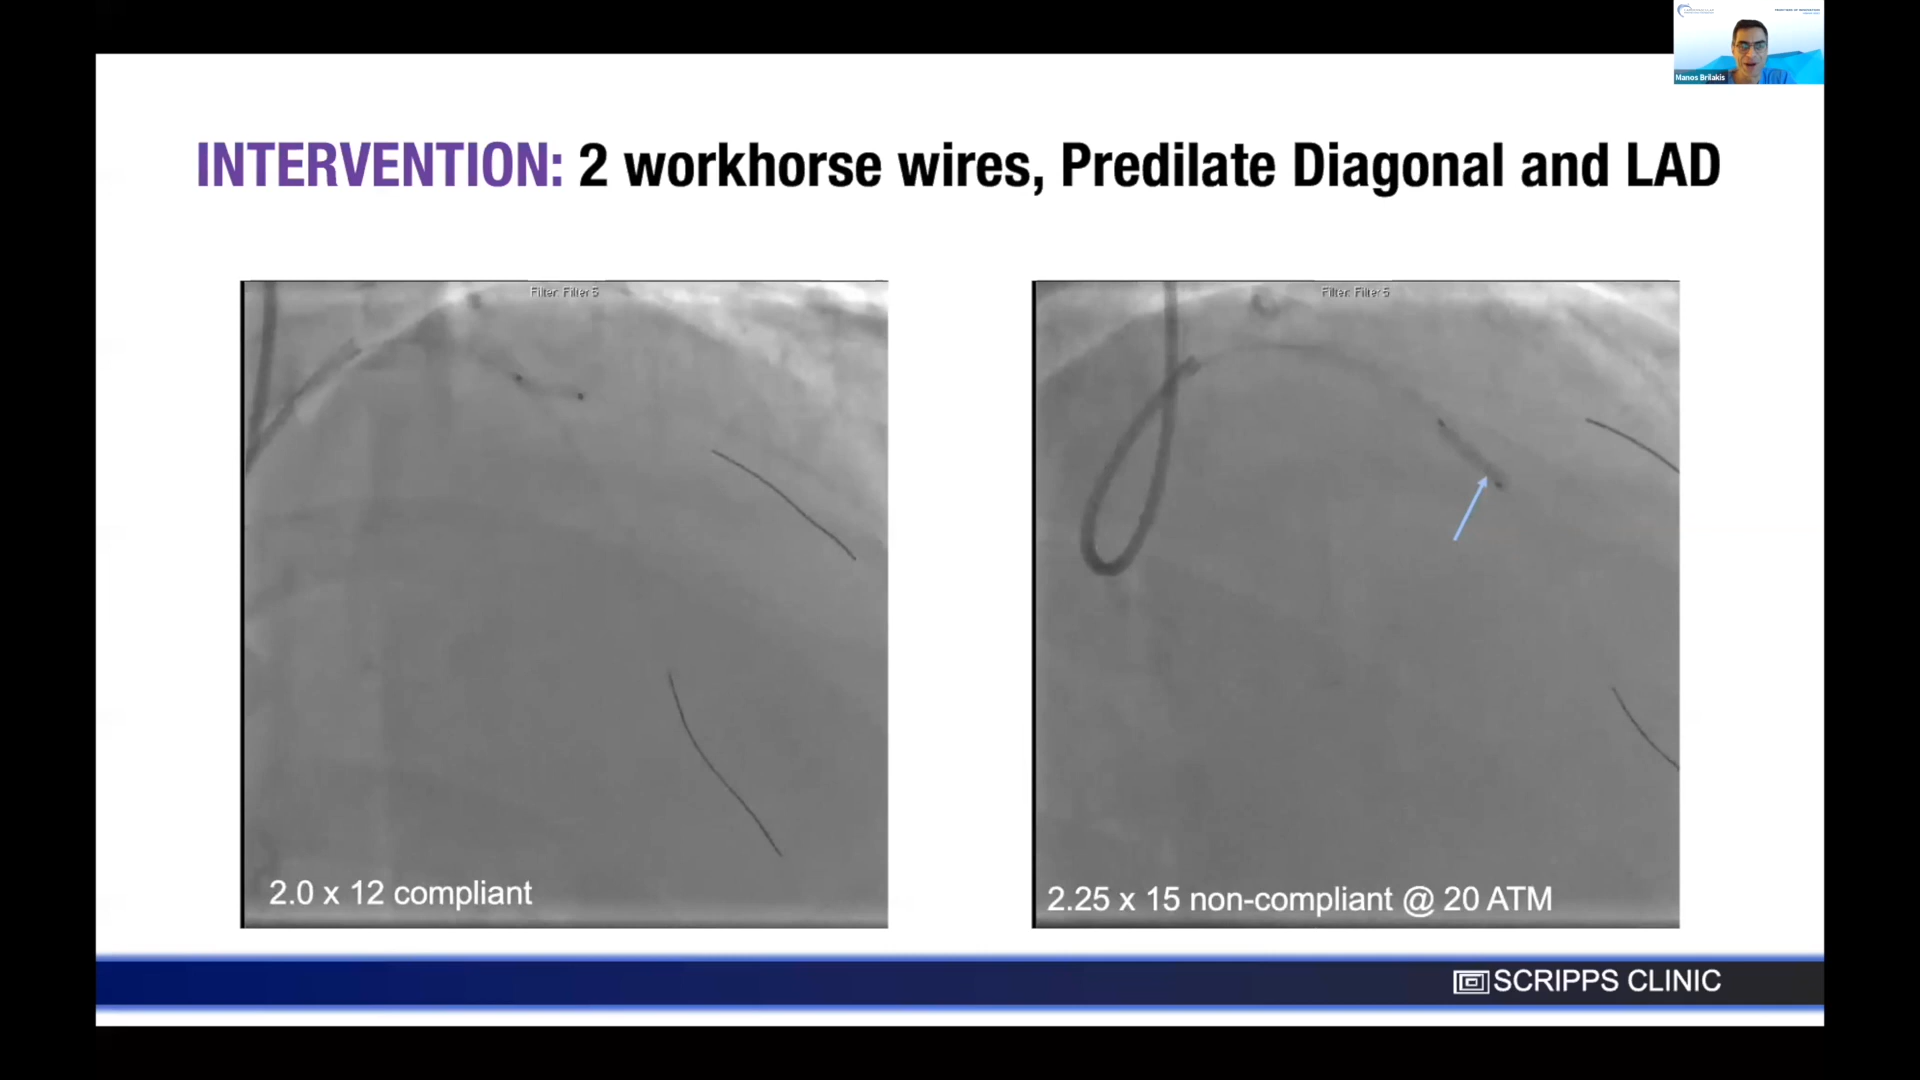 Manos Brilakis
INTERVENTION: 2 workhorse wires, Predilate Diagonal and LAD
Filter: Filter 5
Filter: Filter 5
2.0 x 12 compliant
2.25 x 15 non-compliant @ 20 ATM
SCRIPPS CLINIC